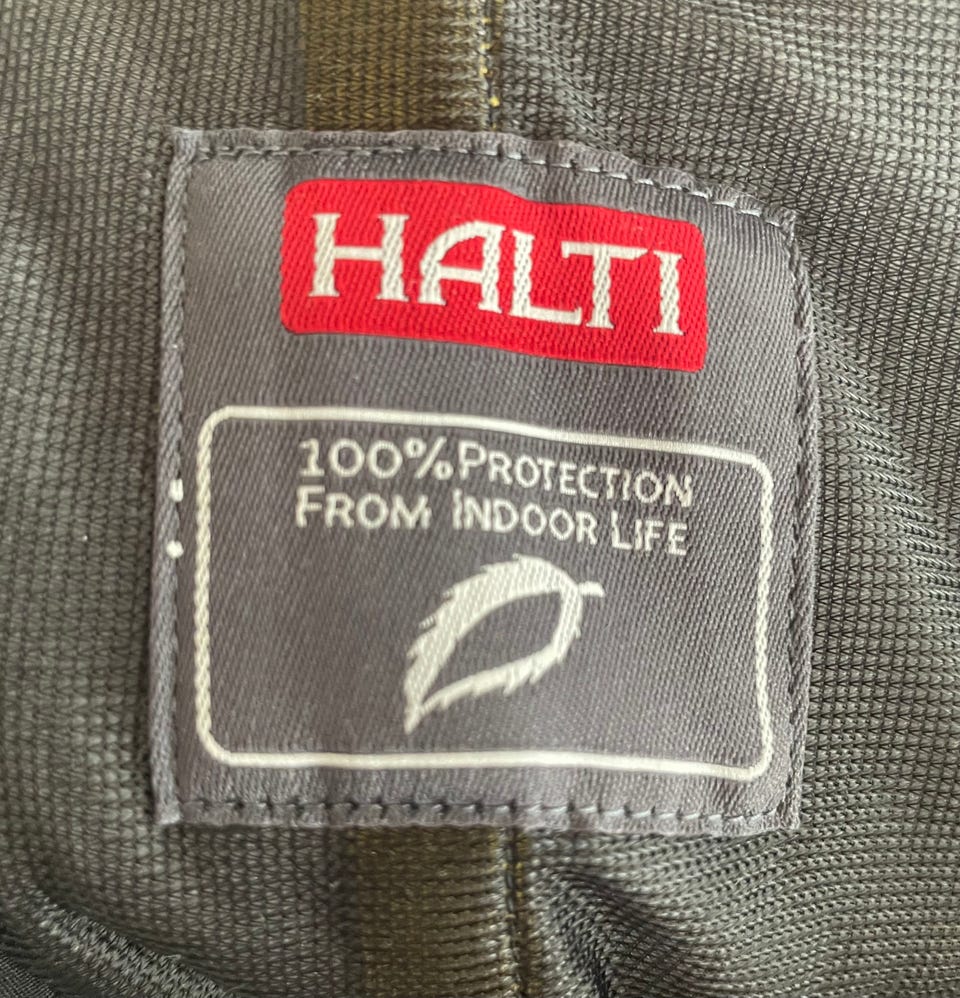 HALTI
100% PROTECTION
FROM INDOOR LIFE